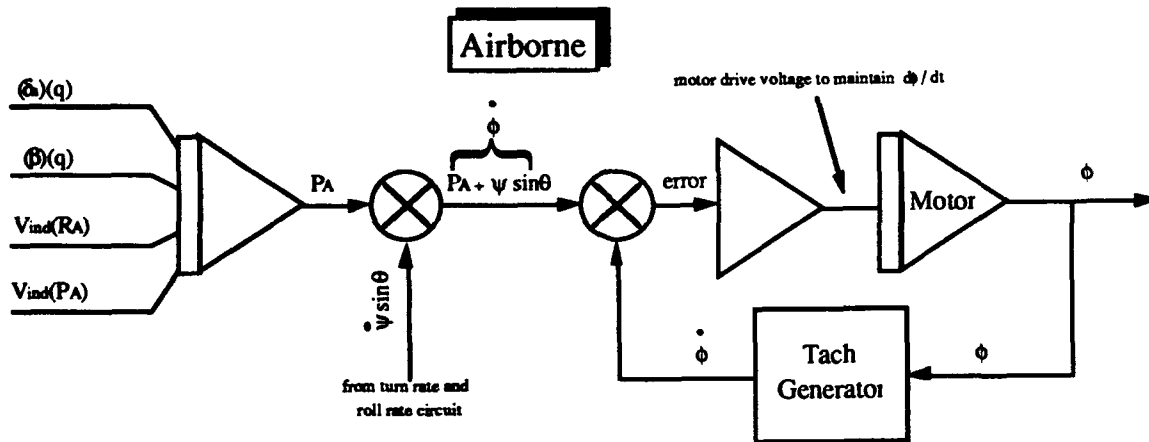 Airborne
(δa)(q)
(β)(q)
Vind(RA)
Vind(PA)
PA
ψ̇ sinθ
from turn rate and
roll rate circuit
φ̇
PA + ψ sinθ
error
motor drive voltage to maintain dφ / dt
Motor
φ
Tach
Generator
φ
φ̇